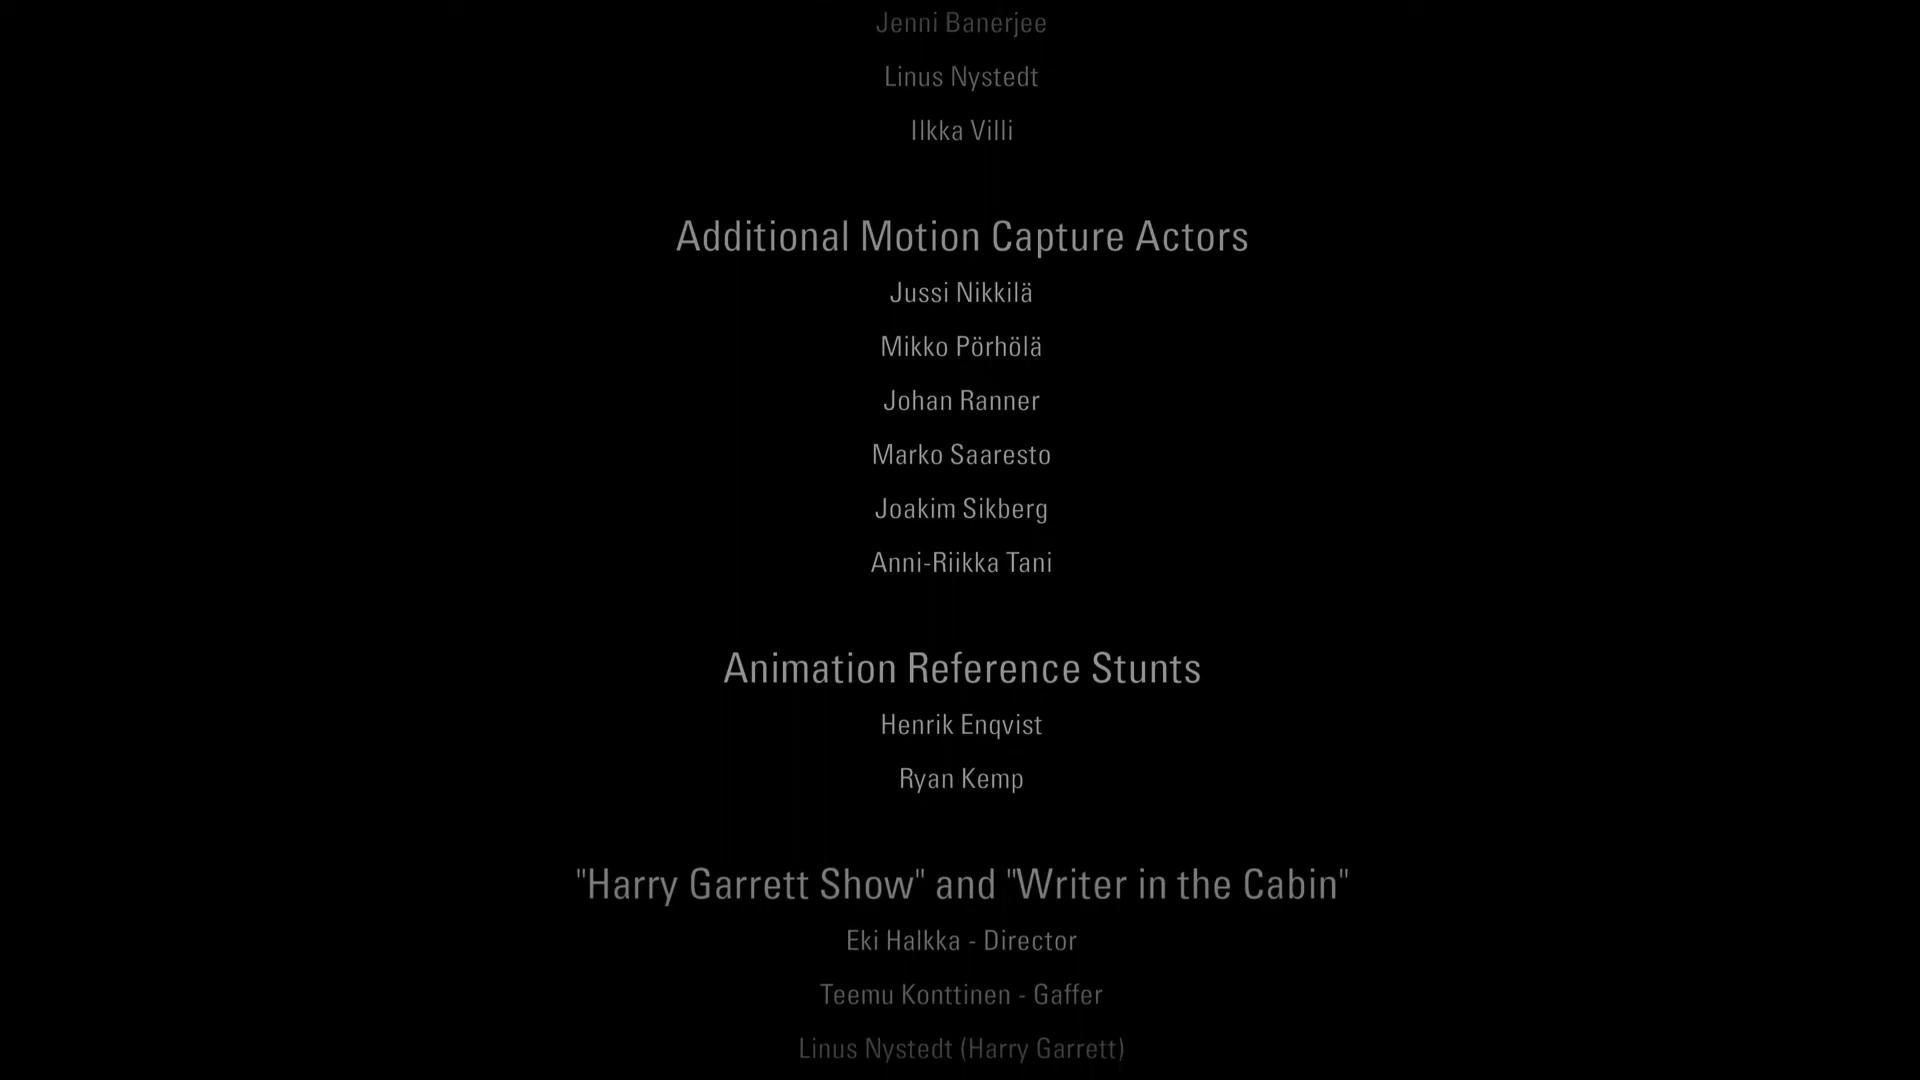 Jenni Banerjee
Linus Nystedt
Ilkka Villi
Additional Motion Capture Actors
Jussi Nikkilä
Mikko Pörhölä
Johan Ranner
Marko Saaresto
Joakim Sikberg
Anni-Riikka Tani
Animation Reference Stunts
Henrik Enqvist
Ryan Kemp
"Harry Garrett Show" and "Writer in the Cabin"
Eki Halkka - Director
Teemu Konttinen - Gaffer
Linus Nystedt (Harry Garrett)